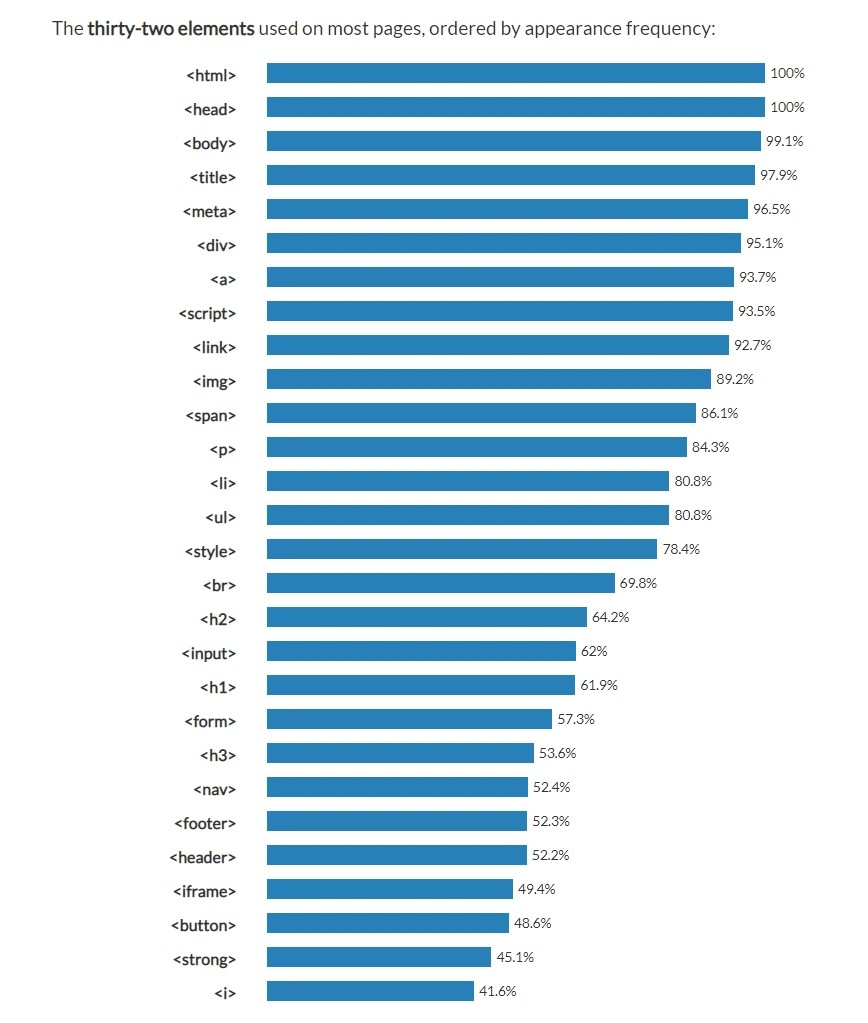 The thirty-two elements used on most pages, ordered by appearance frequency:
<html> 100%
<head> 100%
<body> 99.1%
<title> 97.9%
<meta> 96.5%
<div> 95.1%
<a> 93.7%
<script> 93.5%
<link> 92.7%
<img> 89.2%
<span> 86.1%
<p> 84.3%
<li> 80.8%
<ul> 80.8%
<style> 78.4%
<br> 69.8%
<h2> 64.2%
<input> 62%
<h1> 61.9%
<form> 57.3%
<h3> 53.6%
<nav> 52.4%
<footer> 52.3%
<header> 52.2%
<iframe> 49.4%
<button> 48.6%
<strong> 45.1%
<i> 41.6%